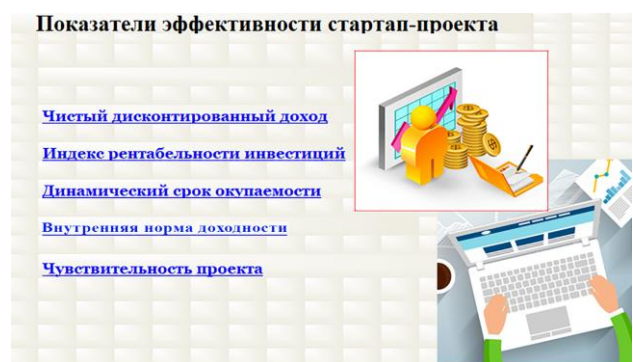 Показатели эффективности стартап-проекта
Чистый дисконтированный доход
Индекс рентабельности инвестиций
Динамический срок окупаемости
Внутренняя норма доходности
Чувствительность проекта